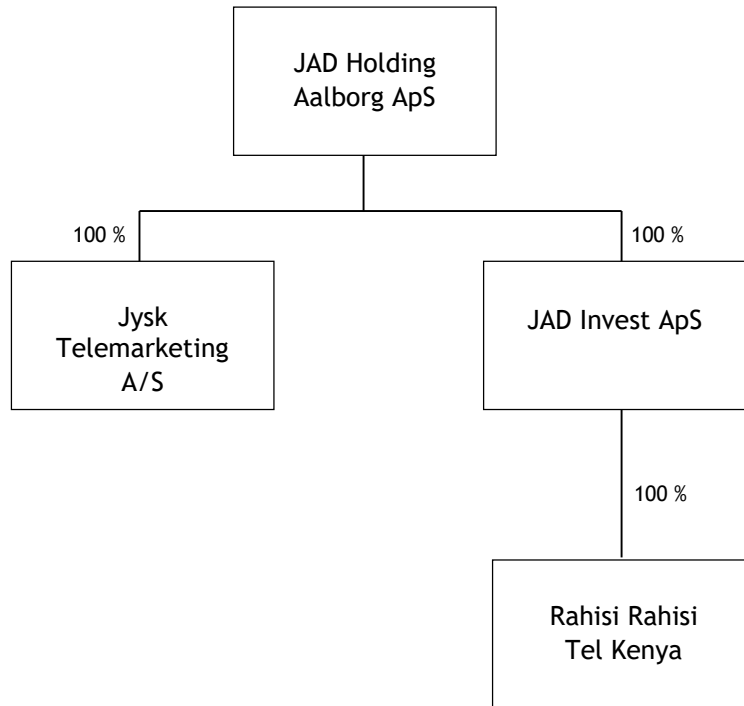 JAD Holding
Aalborg ApS
100 %
100 %
Jysk
Telemarketing
A/S
JAD Invest ApS
100 %
Rahisi Rahisi
Tel Kenya